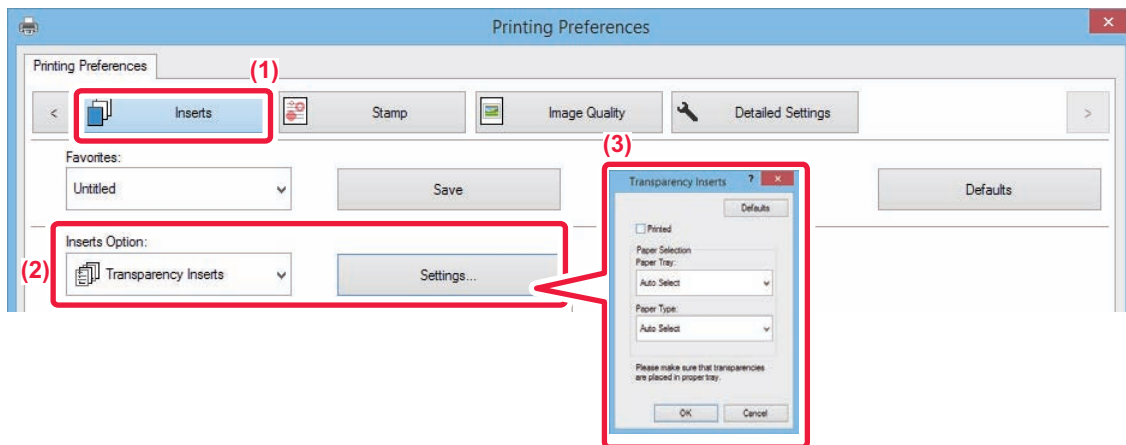 Printing Preferences
Printing Preferences
(1)
< Inserts Stamp Image Quality Detailed Settings >
Favorites:
Untitled Save Defaults
Inserts Option:
(2) Transparency Inserts Settings...
(3)
Transparency Inserts ?
Defaults
Printed
Paper Selection
Paper Tray:
Auto Select
Paper Type:
Auto Select
Please make sure that transparencies
are placed in proper tray.
OK Cancel